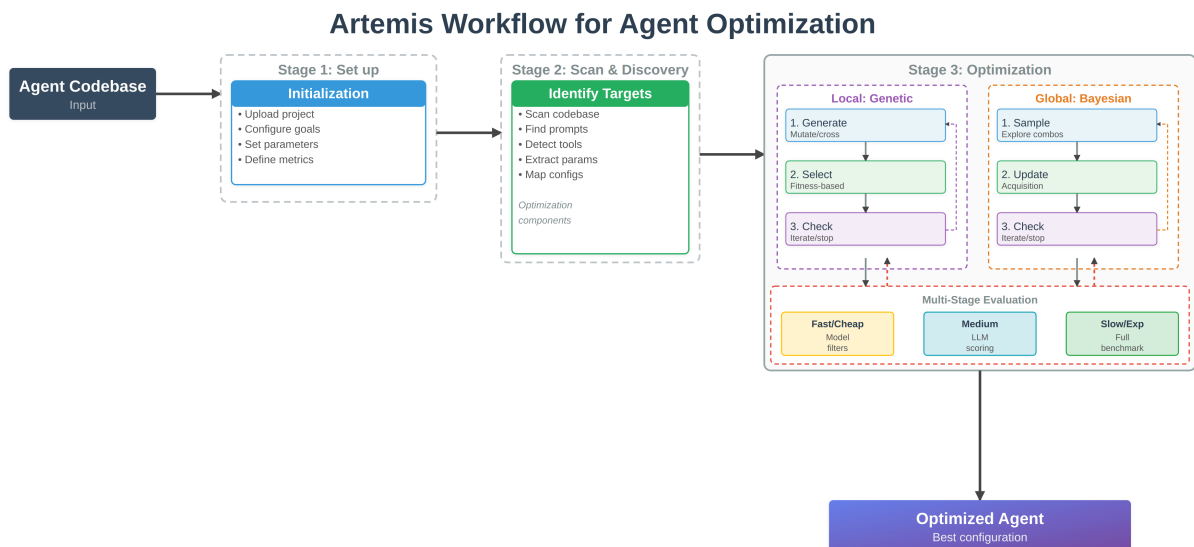 Artemis Workflow for Agent Optimization
Agent Codebase
Input
Stage 1: Set up
Initialization
• Upload project
• Configure goals
• Set parameters
• Define metrics
Stage 2: Scan & Discovery
Identify Targets
• Scan codebase
• Find prompts
• Detect tools
• Extract params
• Map configs
Optimization
components
Stage 3: Optimization
Local: Genetic
1. Generate
Mutate/cross
2. Select
Fitness-based
3. Check
Iterate/stop
Global: Bayesian
1. Sample
Explore combos
2. Update
Acquisition
3. Check
Iterate/stop
Multi-Stage Evaluation
Fast/Cheap
Model
filters
Medium
LLM
scoring
Slow/Exp
Full
benchmark
Optimized Agent
Best configuration